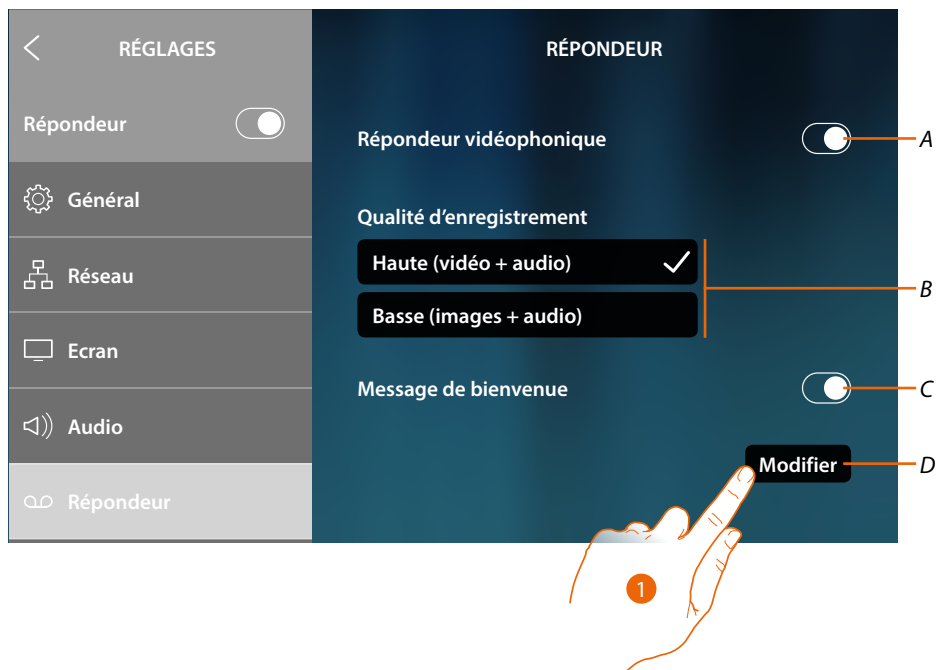 RÉGLAGES
Répondeur
Général
Réseau
Ecran
Audio
Répondeur
RÉPONDEUR
Répondeur vidéophonique
A
Qualité d'enregistrement
Haute (vidéo + audio)
Basse (images + audio)
B
Message de bienvenue
C
Modifier
D
1